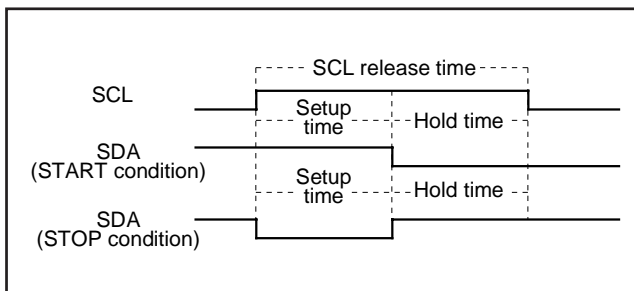 SCL release time
SCL
Setup
time
Hold time
SDA
(START condition)
Setup
time
Hold time
SDA
(STOP condition)